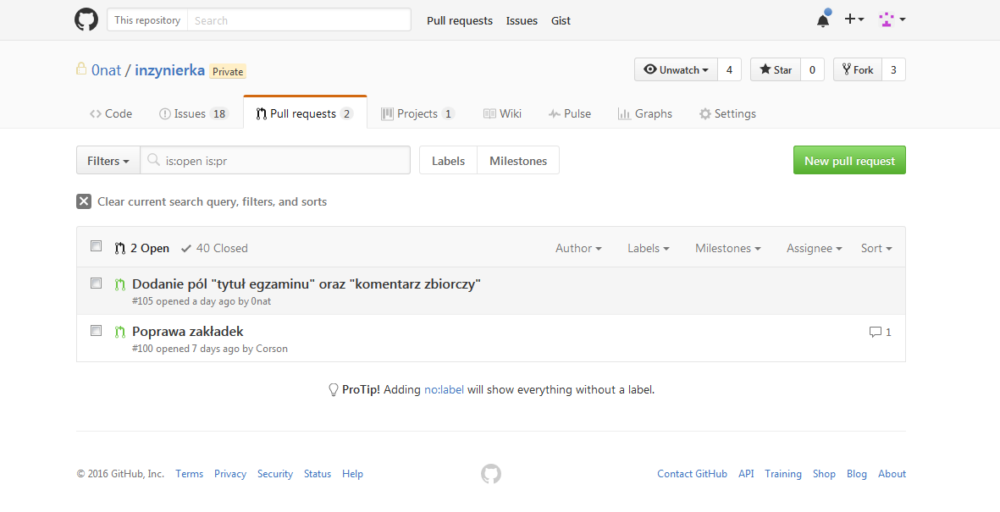 This repository Search Pull requests Issues Gist
0nat / inzynierka Private Unwatch 4 Star 0 Fork 3
Code Issues 18 Pull requests 2 Projects 1 Wiki Pulse Graphs Settings
Filters is:open is:pr Labels Milestones New pull request
Clear current search query, filters, and sorts
2 Open 40 Closed Author Labels Milestones Assignee Sort
Dodanie pól "tytuł egzaminu" oraz "komentarz zbiorczy"
#105 opened a day ago by 0nat
Poprawa zakładek 1
#100 opened 7 days ago by Corson
ProTip! Adding no:label will show everything without a label.
© 2016 GitHub, Inc. Terms Privacy Security Status Help Contact GitHub API Training Shop Blog About